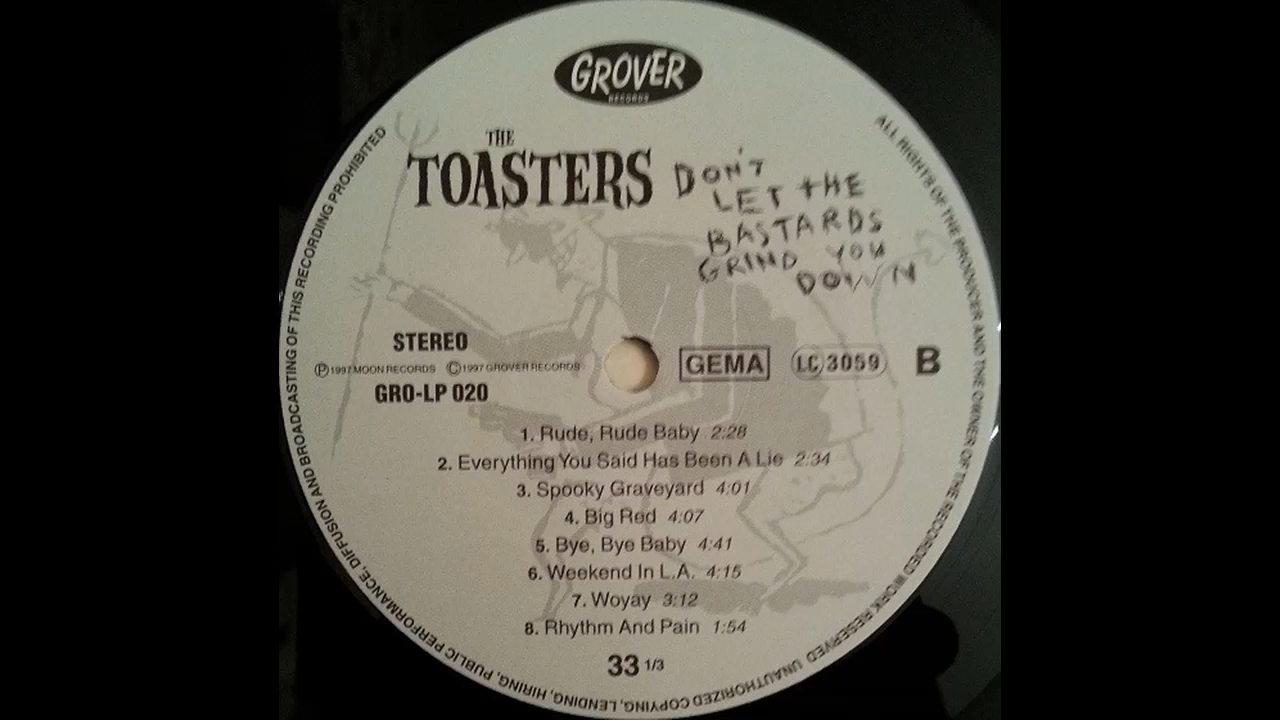 GROVER
RECORDS
THE
TOASTERS
DON'T
LET THE
BASTARDS
GRIND YOU
DOWN
STEREO
Ⓟ1997 MOON RECORDS ©1997 GROVER RECORDS
GRO-LP 020
GEMA
LC 3059
B
1. Rude, Rude Baby 2:28
2. Everything You Said Has Been A Lie 2:34
3. Spooky Graveyard 4:01
4. Big Red 4:07
5. Bye, Bye Baby 4:41
6. Weekend In L.A. 4:15
7. Woyay 3:12
8. Rhythm And Pain 1:54
33 1/3
ALL RIGHTS OF THE PRODUCER AND THE OWNER OF THE RECORDED WORK RESERVED UNAUTHORIZED COPYING, LENDING, HIRING, PUBLIC PERFORMANCE, DIFFUSION AND BROADCASTING OF THIS RECORDING PROHIBITED